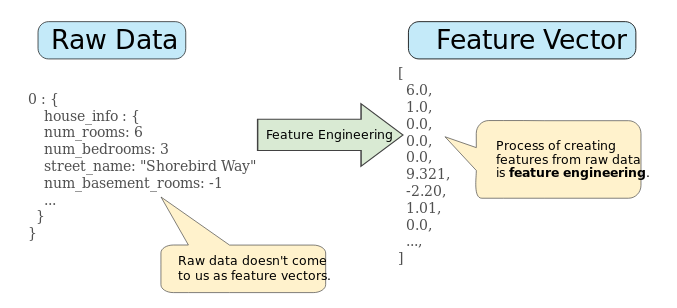 Raw Data
Feature Vector
0 : {
house_info : {
num_rooms: 6
num_bedrooms: 3
street_name: "Shorebird Way"
num_basement_rooms: -1
...
}
}
Raw data doesn't come
to us as feature vectors.
Feature Engineering
[
6.0,
1.0,
0.0,
0.0,
0.0,
9.321,
-2.20,
1.01,
0.0,
...,
]
Process of creating
features from raw data
is feature engineering.